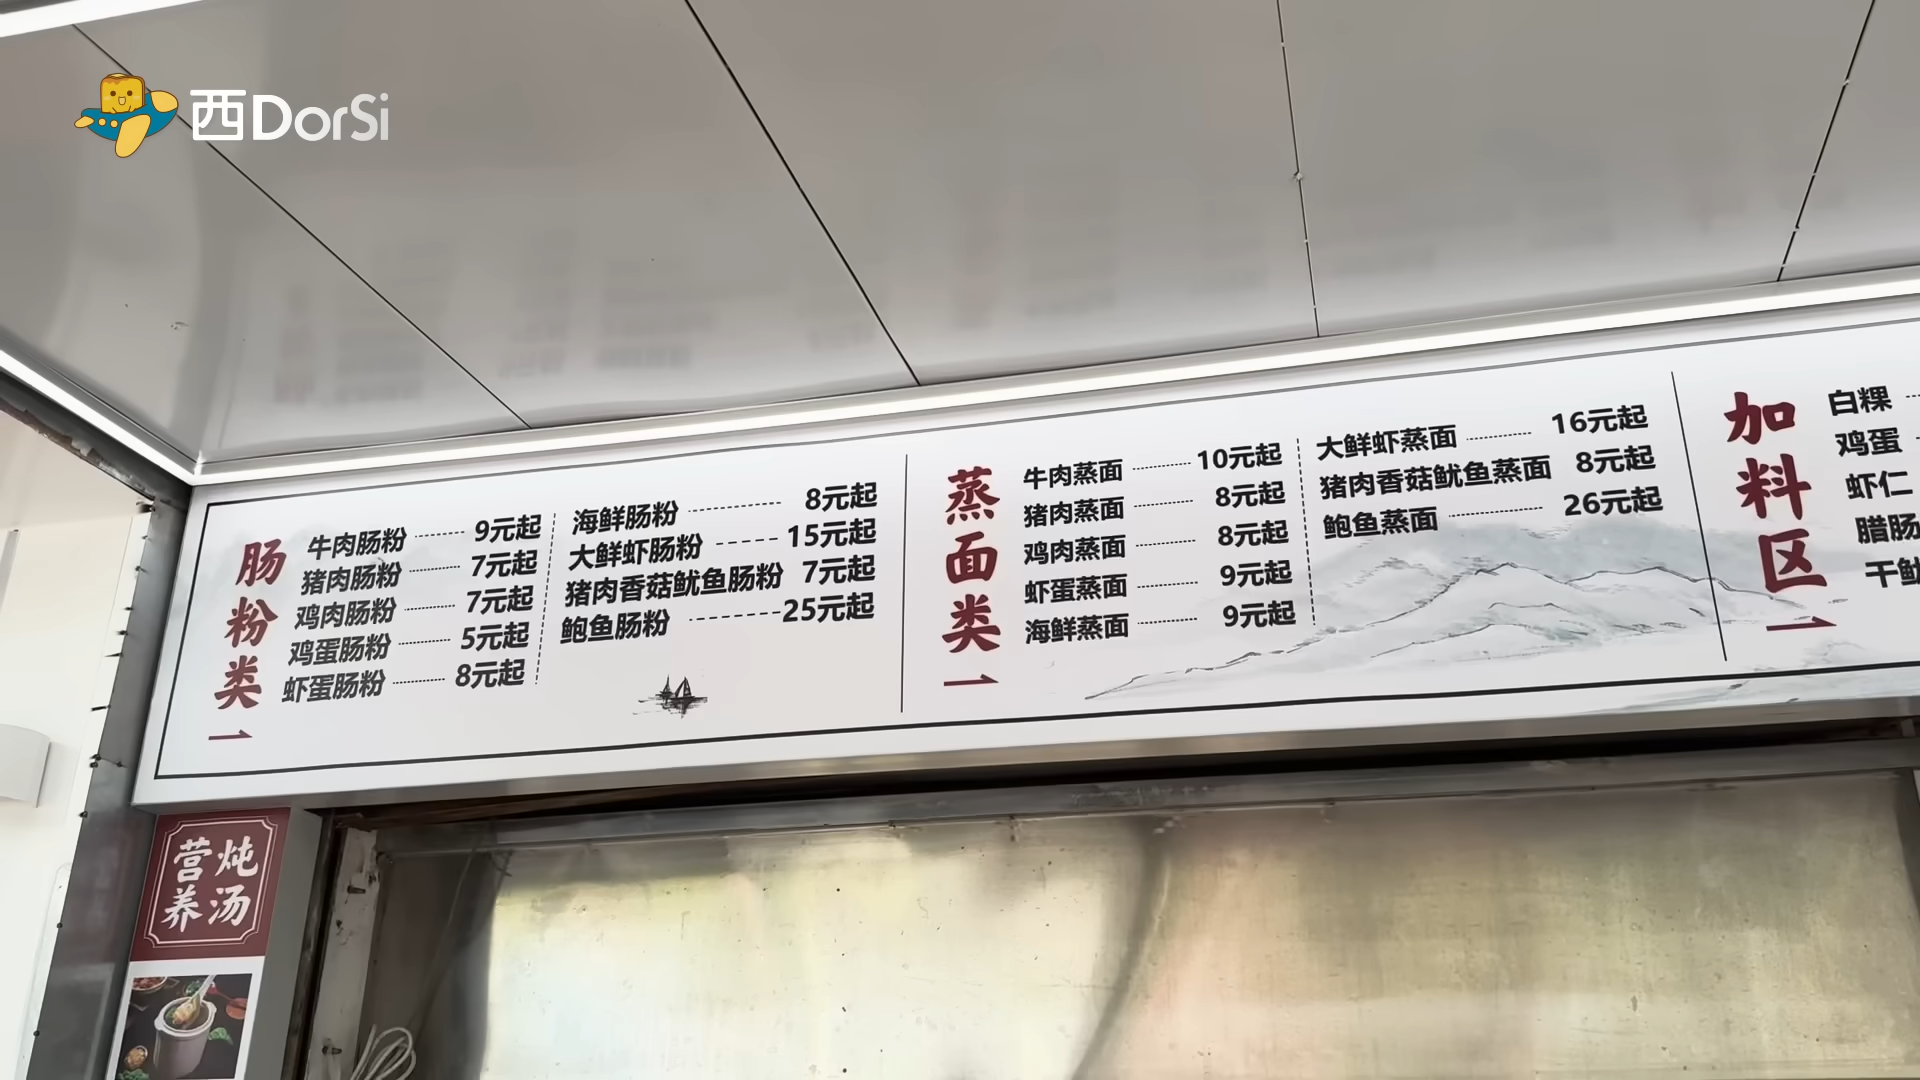 西DorSi
肠粉类
牛肉肠粉 9元起
猪肉肠粉 7元起
鸡肉肠粉 7元起
鸡蛋肠粉 5元起
虾蛋肠粉 8元起
海鲜肠粉 8元起
大鲜虾肠粉 15元起
猪肉香菇鱿鱼肠粉 7元起
鲍鱼肠粉 25元起
蒸面类
牛肉蒸面 10元起
猪肉蒸面 8元起
鸡肉蒸面 8元起
虾蛋蒸面 9元起
海鲜蒸面 9元起
大鲜虾蒸面 16元起
猪肉香菇鱿鱼蒸面 8元起
鲍鱼蒸面 26元起
加料区
白粿
鸡蛋
虾仁
腊肠
干鱿
营养
炖汤